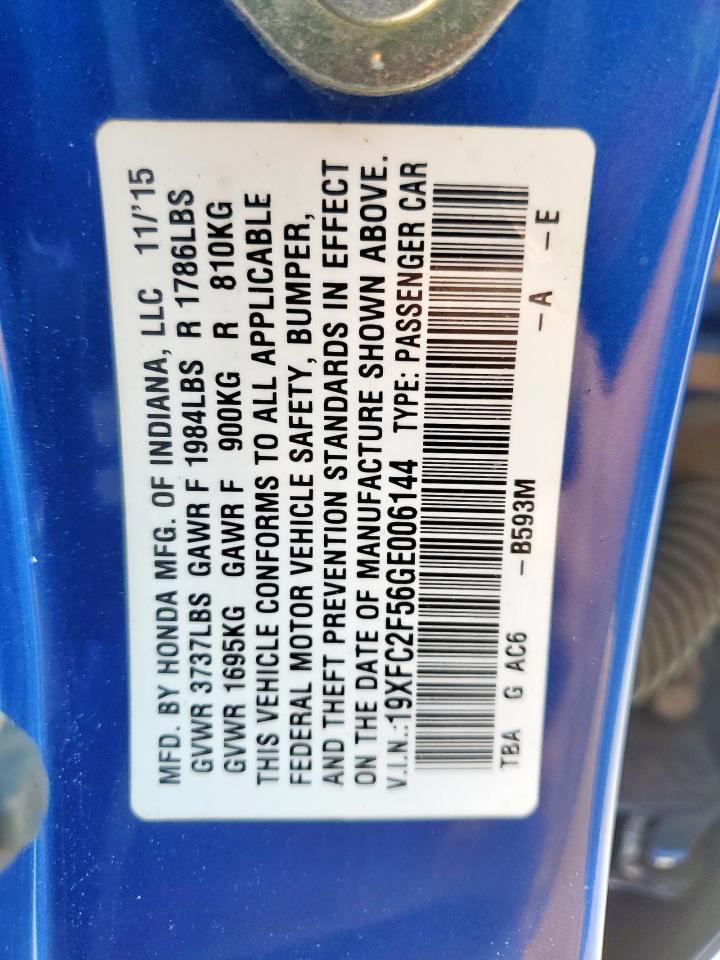 MFD. BY HONDA MFG. OF INDIANA, LLC 11/'15
GVWR 3737LBS GAWR F 1984LBS R 1786LBS
GVWR 1695KG GAWR F 900KG R 810KG
THIS VEHICLE CONFORMS TO ALL APPLICABLE
FEDERAL MOTOR VEHICLE SAFETY, BUMPER,
AND THEFT PREVENTION STANDARDS IN EFFECT
ON THE DATE OF MANUFACTURE SHOWN ABOVE.
V.I.N.:19XFC2F56GE006144 TYPE: PASSENGER CAR
TBA G AC6 -B593M -A -E